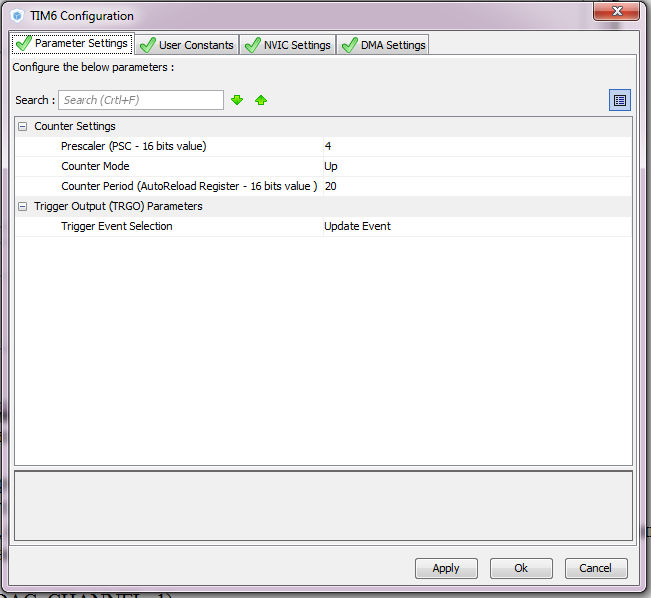 TIM6 Configuration
Parameter Settings User Constants NVIC Settings DMA Settings
Configure the below parameters :
Search : Search (Crtl+F)
Counter Settings
Prescaler (PSC - 16 bits value) 4
Counter Mode Up
Counter Period (AutoReload Register - 16 bits value ) 20
Trigger Output (TRGO) Parameters
Trigger Event Selection Update Event
Apply Ok Cancel